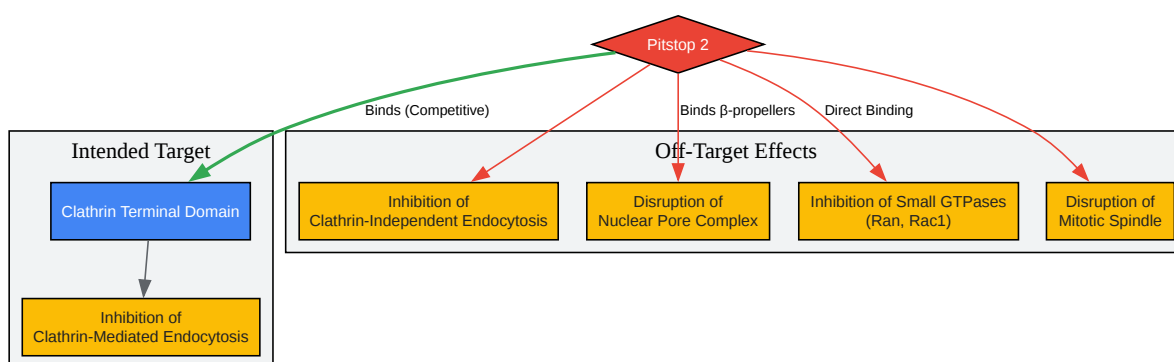 Pitstop 2
Binds (Competitive)
Binds β-propellers
Direct Binding
Intended Target
Off-Target Effects
Clathrin Terminal Domain
Inhibition of
Clathrin-Independent Endocytosis
Disruption of
Nuclear Pore Complex
Inhibition of Small GTPases
(Ran, Rac1)
Disruption of
Mitotic Spindle
Inhibition of
Clathrin-Mediated Endocytosis